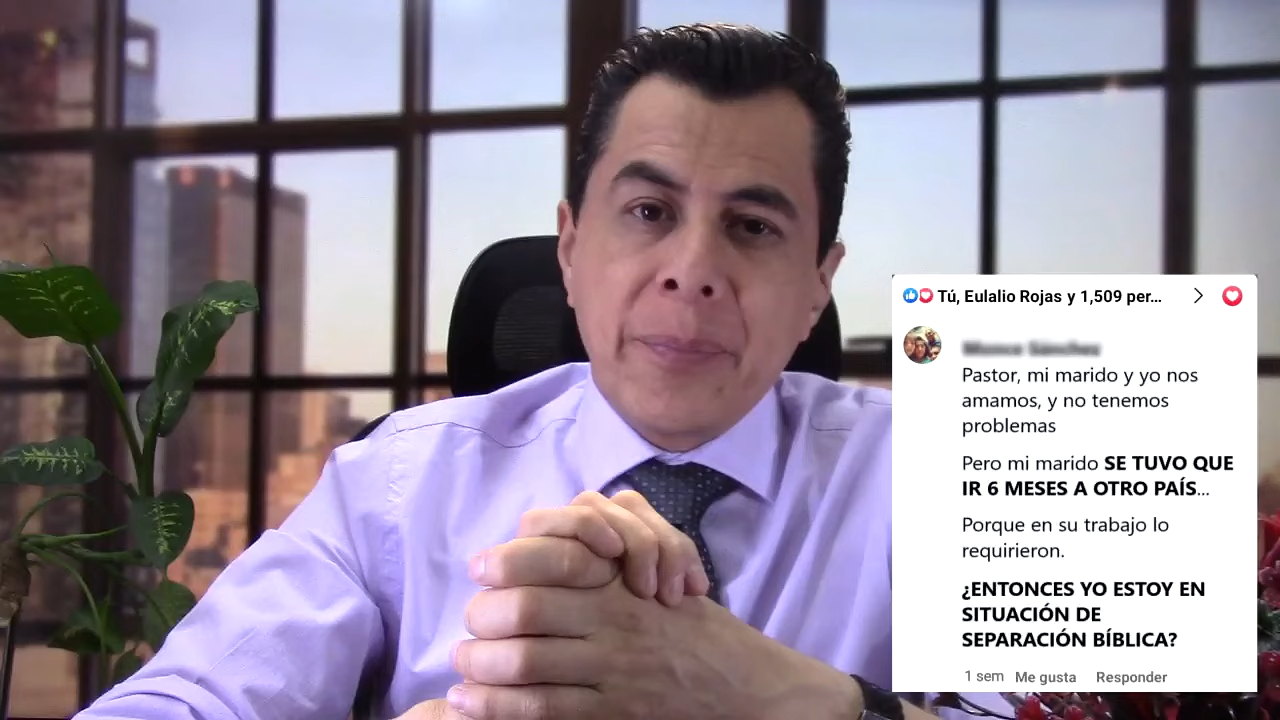 Tú, Eulalio Rojas y 1,509 per...
Pastor, mi marido y yo nos
amamos, y no tenemos
problemas
Pero mi marido SE TUVO QUE
IR 6 MESES A OTRO PAÍS...
Porque en su trabajo lo
requirieron.
¿ENTONCES YO ESTOY EN
SITUACIÓN DE
SEPARACIÓN BÍBLICA?
1 sem Me gusta Responder